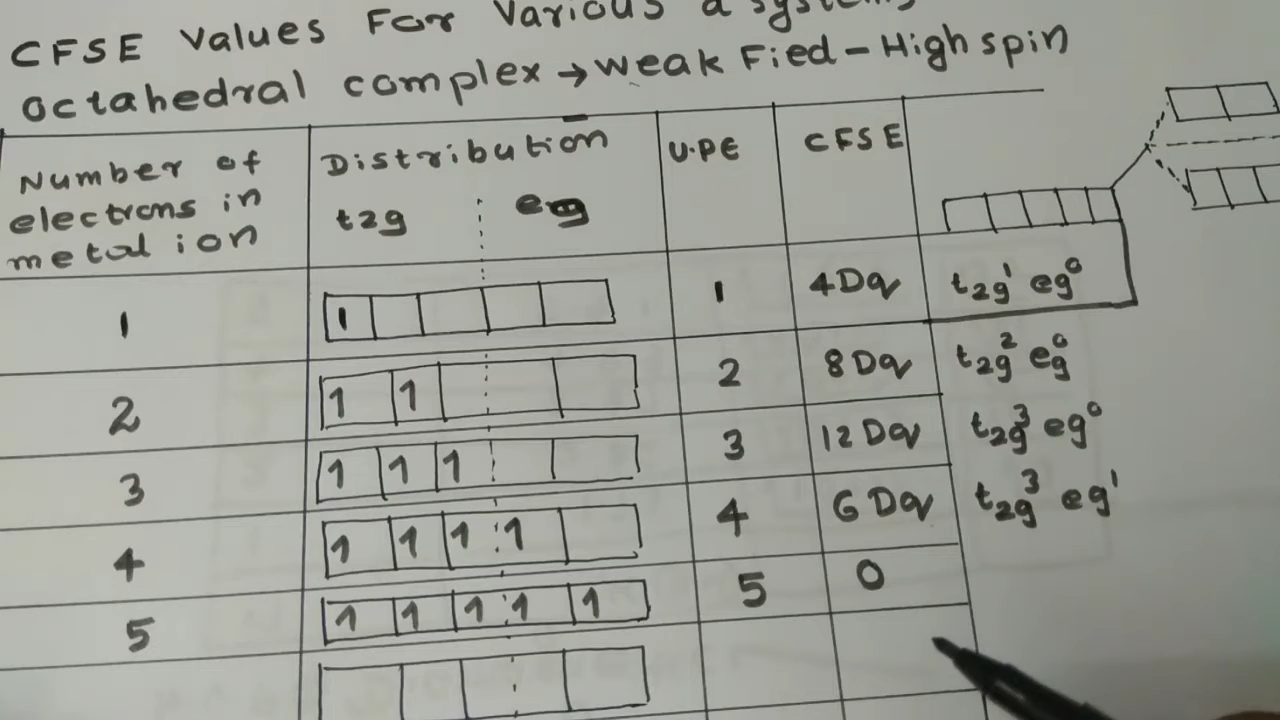 CFSE Values For Various d systems
octahedral complex → weak Fied - High spin
Number of electrons in metal ion
Distribution
t2g eg
U.PE
CFSE
1 1 1 4Dq t2g¹ eg⁰
2 1 1 2 8Dq t2g² eg⁰
3 1 1 1 3 12Dq t2g³ eg⁰
4 1 1 1 1 4 6Dq t2g³ eg¹
5 1 1 1 1 1 5 0